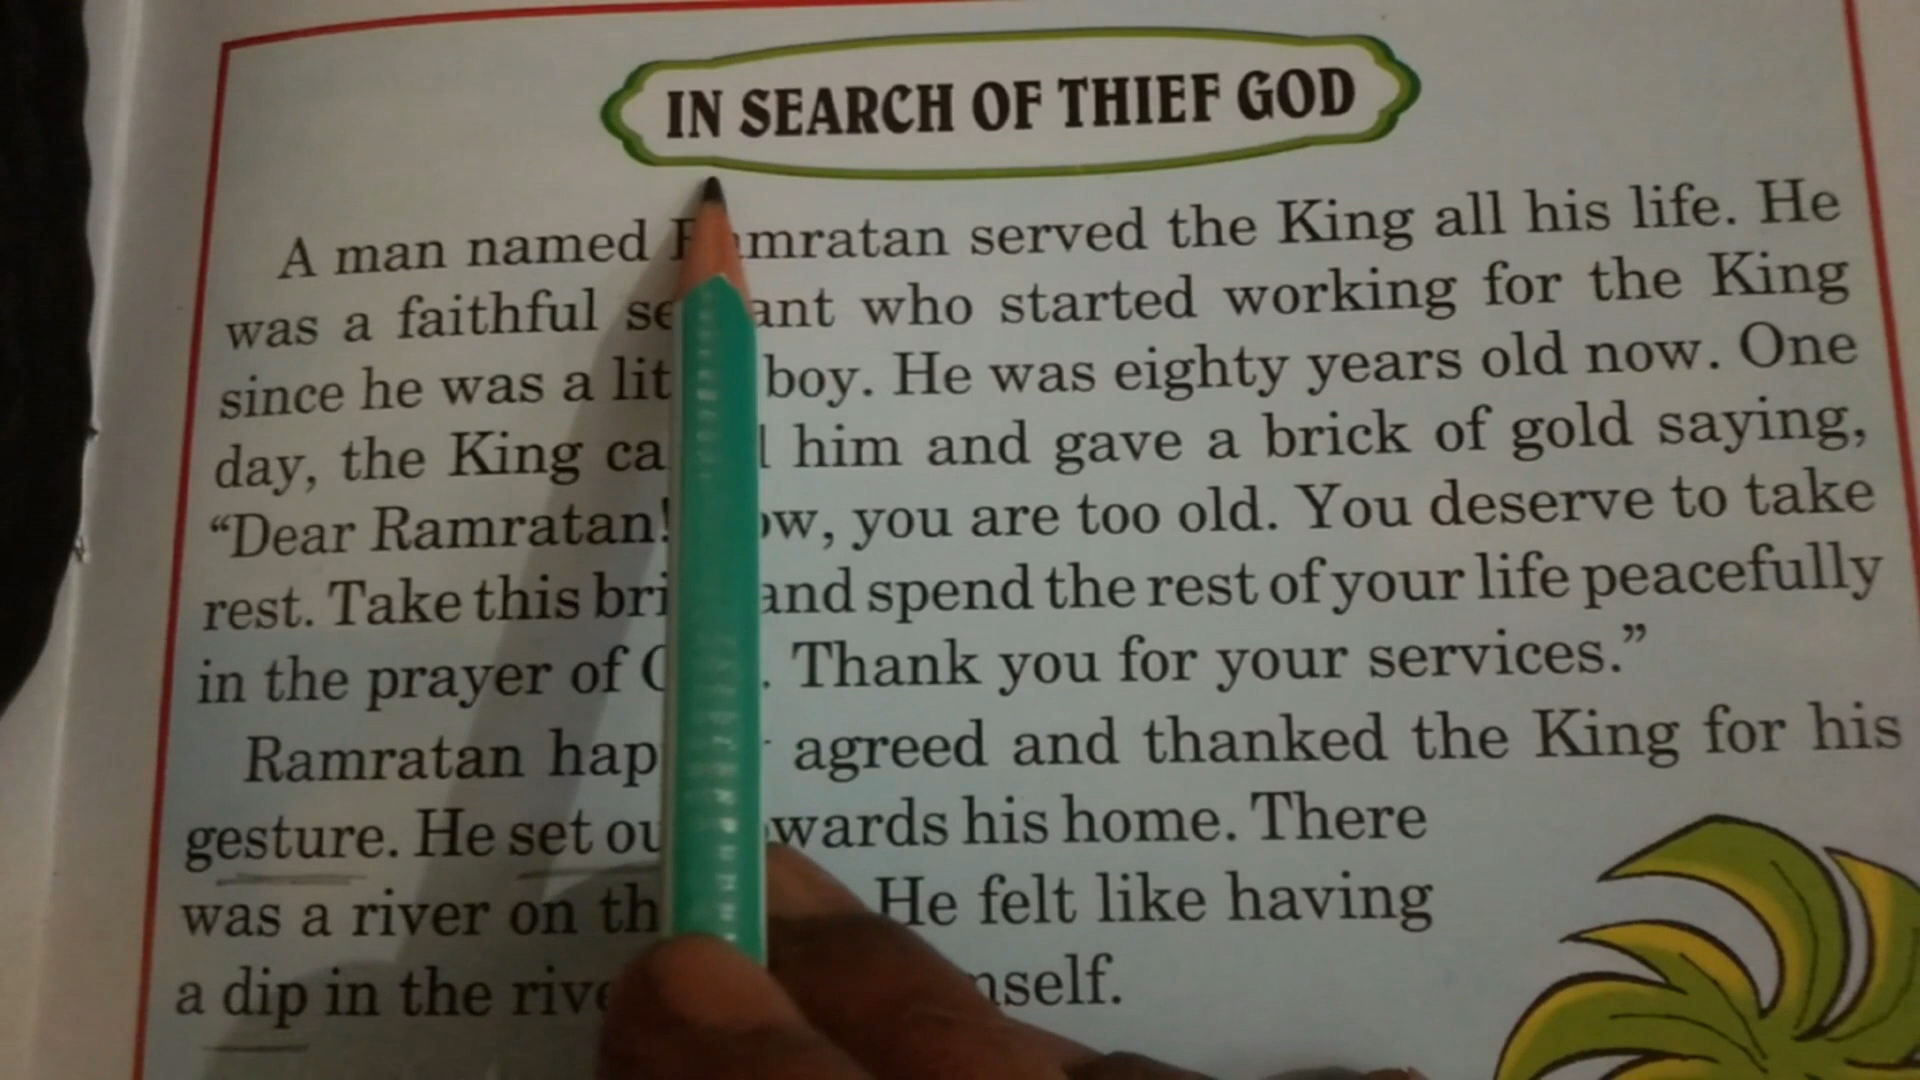 IN SEARCH OF THIEF GOD
A man named Ramratan served the King all his life. He
was a faithful servant who started working for the King
since he was a boy. He was eighty years old now. One
day, the King him and gave a brick of gold saying,
“Dear Ramratan! you are too old. You deserve to take
rest. Take this and spend the rest of your life peacefully
in the prayer of Thank you for your services.”
Ramratan agreed and thanked the King for his
gesture. He set his home. There
was a river on He felt like having
a dip in the